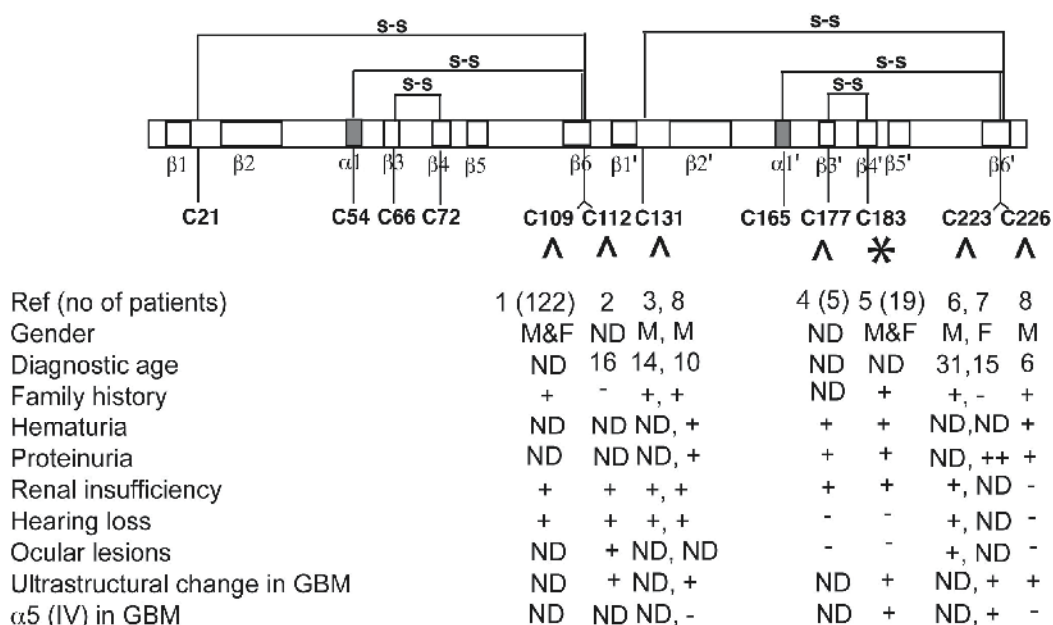 s-s s-s
s-s s-s
s-s s-s
β1 β2 α1 β3 β4 β5 β6 β1' β2' α1' β3' β4' β5' β6'
C21 C54 C66 C72 C109 C112 C131 C165 C177 C183 C223 C226
^ ^ ^ ^ * ^ ^
Ref (no of patients) 1 (122) 2 3, 8 4 (5) 5 (19) 6, 7 8
Gender M&F ND M, M ND M&F M, F M
Diagnostic age ND 16 14, 10 ND ND 31,15 6
Family history + - +, + ND + +, - +
Hematuria ND ND ND, + + + ND,ND +
Proteinuria ND ND ND, + + + ND, ++ +
Renal insufficiency + + +, + + + +, ND -
Hearing loss + + +, + - - +, ND -
Ocular lesions ND + ND, ND - - +, ND -
Ultrastructural change in GBM ND + ND, + ND + ND, + +
α5 (IV) in GBM ND ND ND, - ND + ND, + -